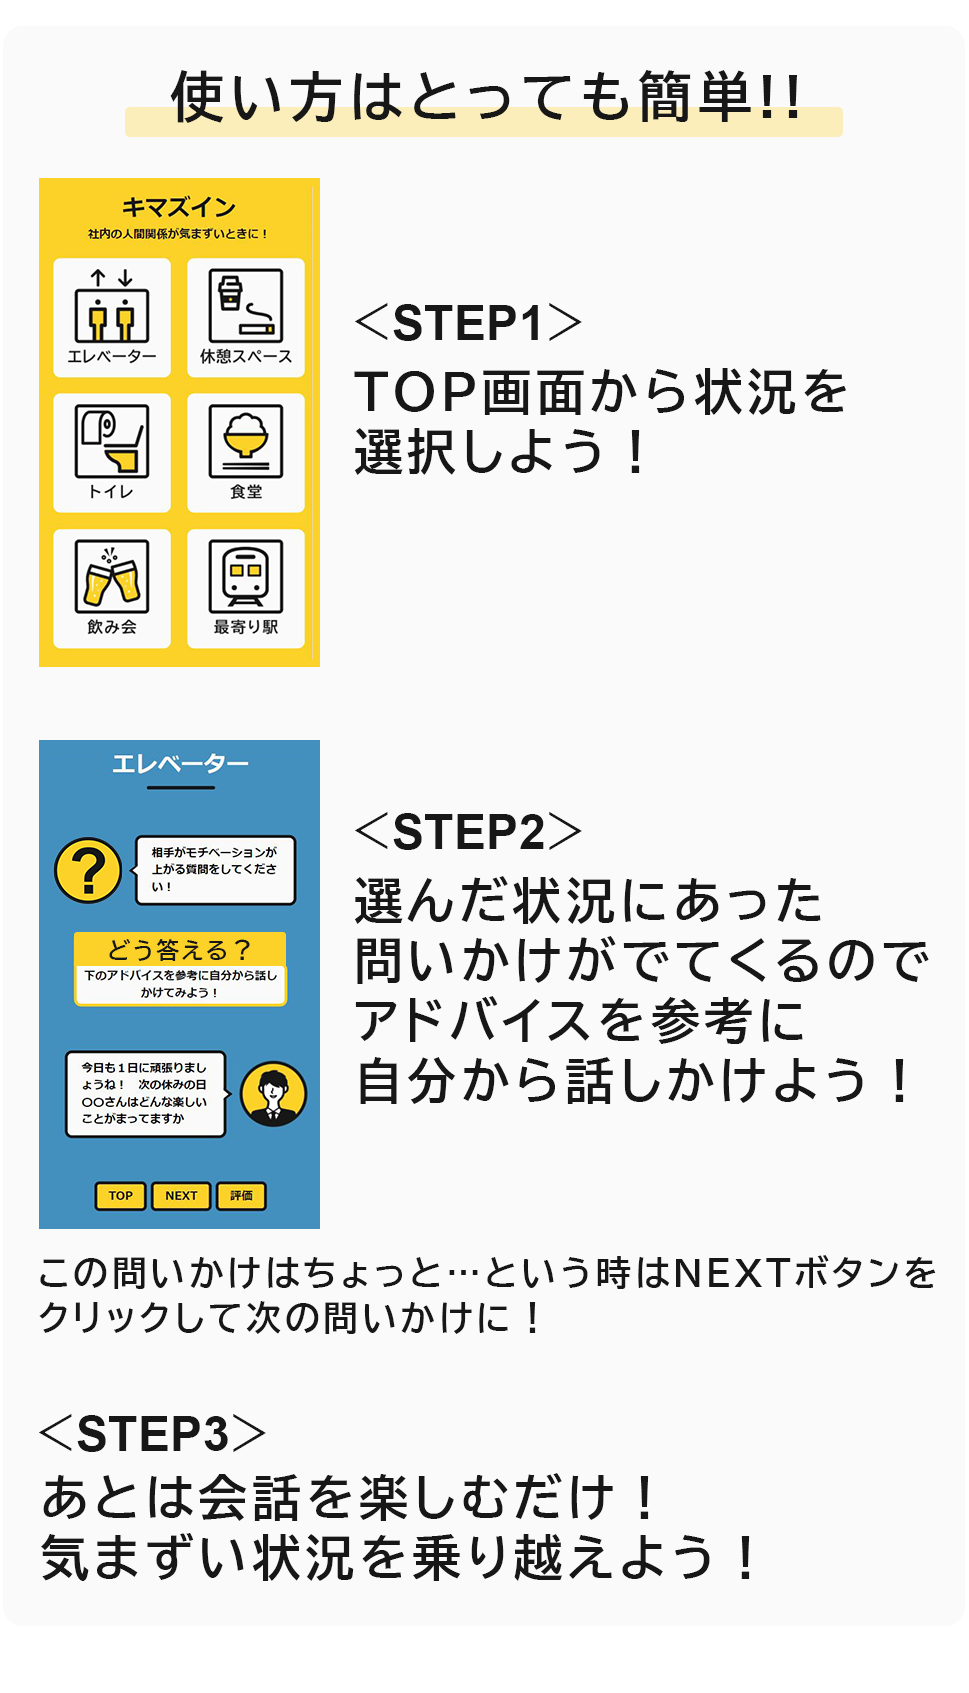 使い方はとっても簡単!!
キマズイン
社内の人間関係が気まずいときに！
エレベーター
休憩スペース
トイレ
食堂
飲み会
最寄り駅
＜STEP1＞
TOP画面から状況を
選択しよう！
エレベーター
?
相手がモチベーションが
上がる質問をしてくださ
い！
どう答える？
下のアドバイスを参考に自分から話し
かけてみよう！
今日も１日に頑張りまし
ょうね！　次の休みの日
〇〇さんはどんな楽しい
ことがまってますか
TOP
NEXT
評価
＜STEP2＞
選んだ状況にあった
問いかけがでてくるので
アドバイスを参考に
自分から話しかけよう！
この問いかけはちょっと…という時はNEXTボタンを
クリックして次の問いかけに！
＜STEP3＞
あとは会話を楽しむだけ！
気まずい状況を乗り越えよう！